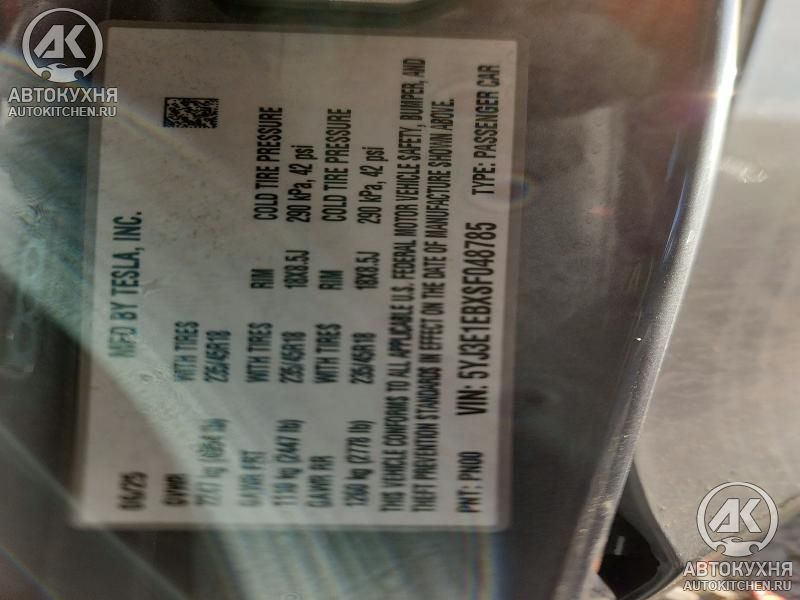 АК
АВТОКУХНЯ
AUTOKITCHEN.RU
MFD BY TESLA, INC.
06/25
GVWR
WITH TIRES
235/45R18
RIM
18X8.5J
COLD TIRE PRESSURE
290 kPa, 42 psi
GAWR FRT
1110 kg (2447 lb)
WITH TIRES
235/45R18
RIM
18X8.5J
COLD TIRE PRESSURE
290 kPa, 42 psi
GAWR RR
1260 kg (2778 lb)
WITH TIRES
235/45R18
THIS VEHICLE CONFORMS TO ALL APPLICABLE U.S. FEDERAL MOTOR VEHICLE SAFETY, BUMPER, AND
THEFT PREVENTION STANDARDS IN EFFECT ON THE DATE OF MANUFACTURE SHOWN ABOVE.
PNT: PN00 VIN: 5YJ3E1EBXSF048785 TYPE: PASSENGER CAR
АК
АВТОКУХНЯ
AUTOKITCHEN.RU